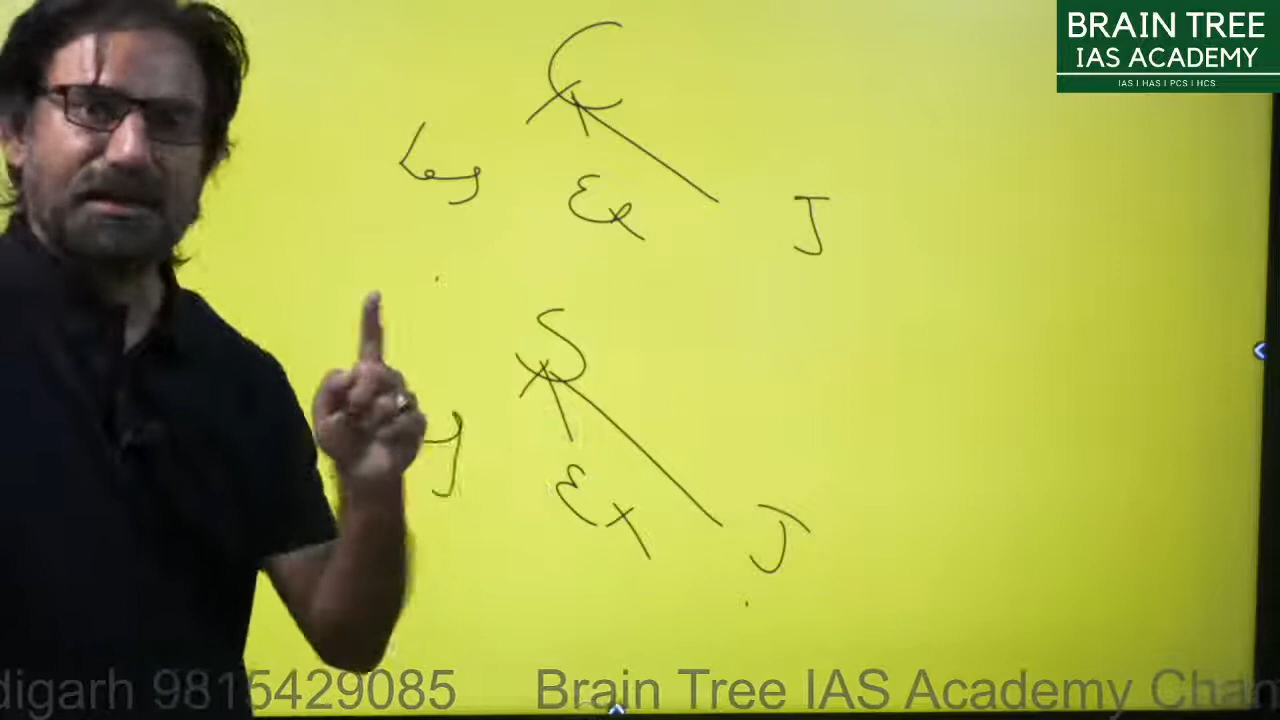 BRAIN TREE
IAS ACADEMY
IAS I HAS I PCS I HCS
C
Leg Ex J
S
Ex J
digarh 9815429085 Brain Tree IAS Academy Chan